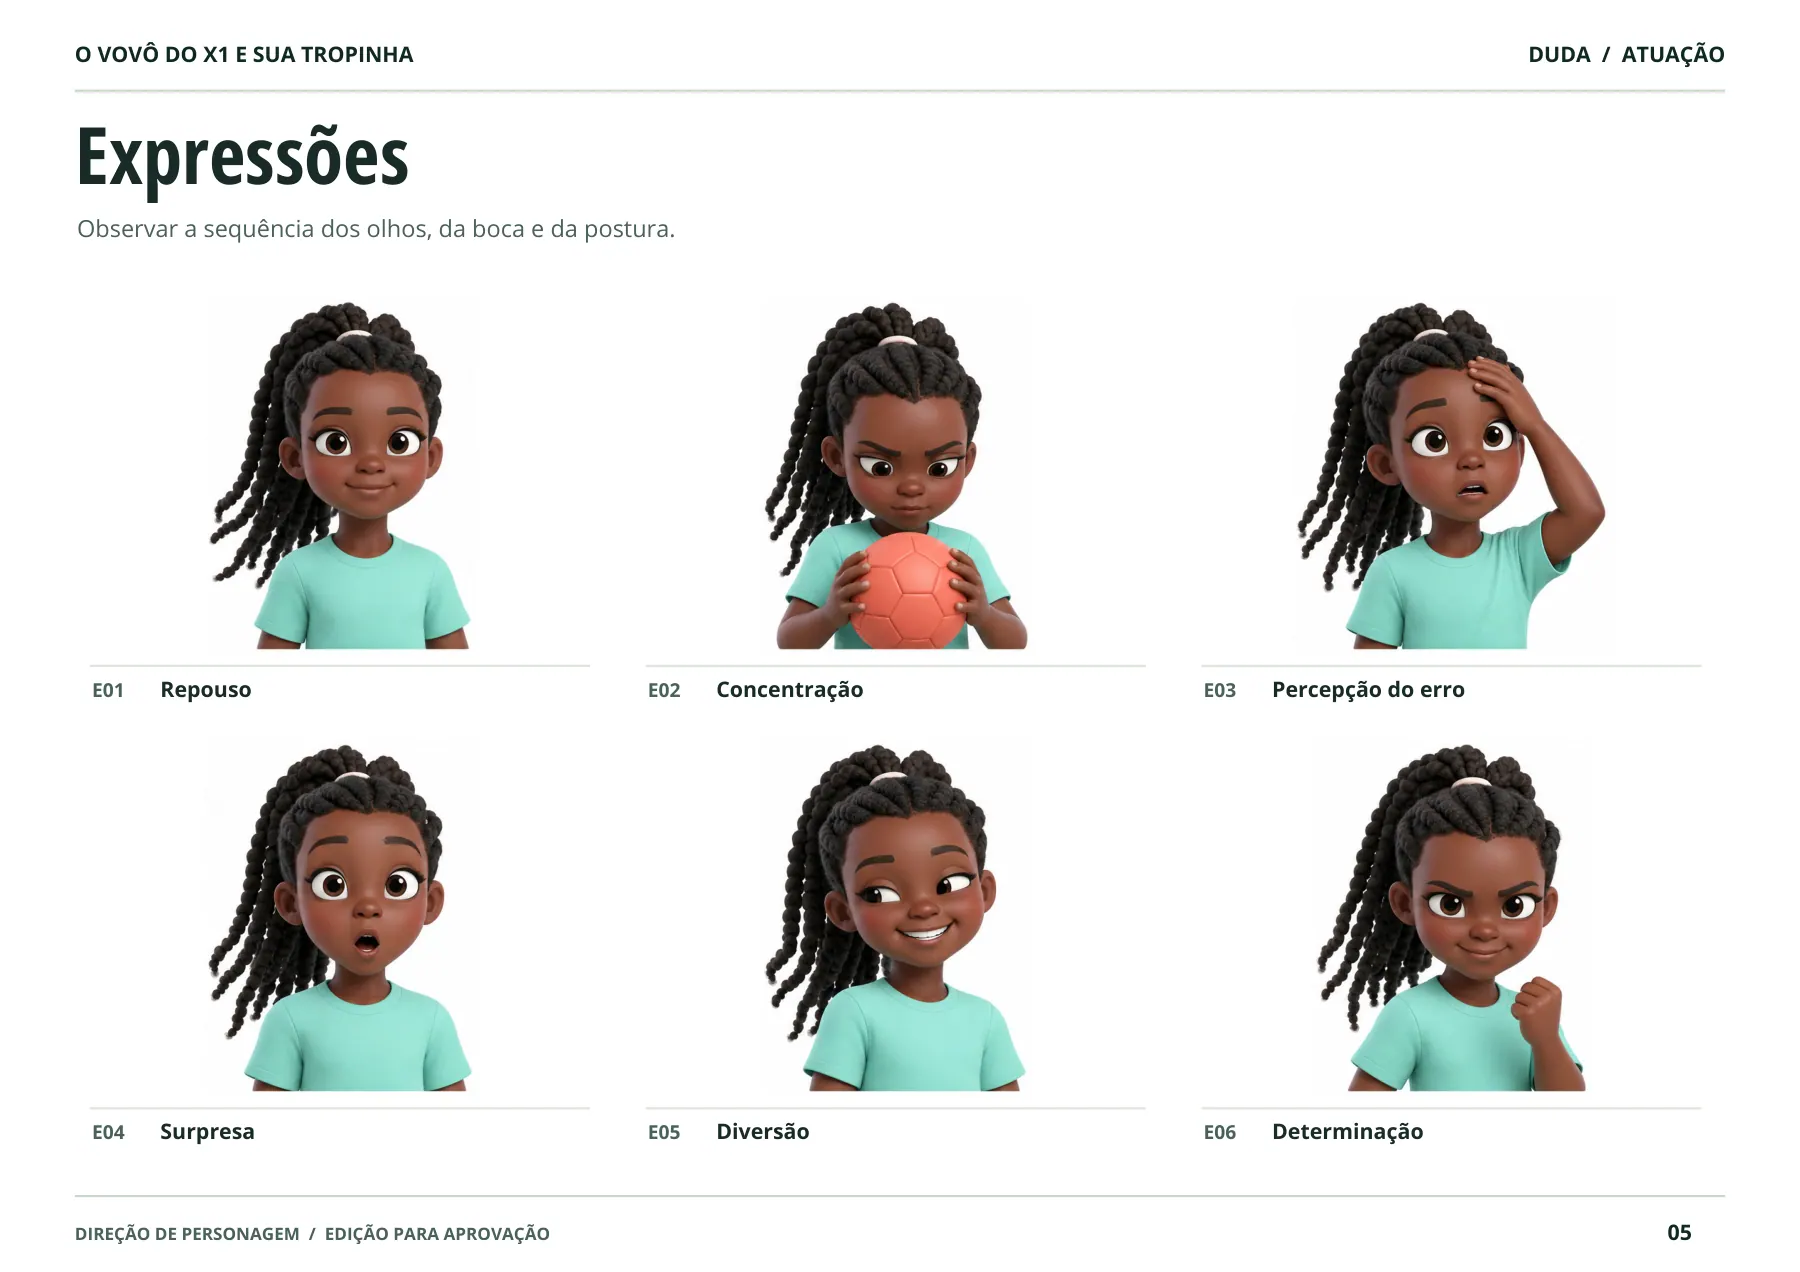 O VOVÔ DO X1 E SUA TROPINHA
DUDA / ATUAÇÃO
Expressões
Observar a sequência dos olhos, da boca e da postura.
E01 Repouso
E02 Concentração
E03 Percepção do erro
E04 Surpresa
E05 Diversão
E06 Determinação
DIREÇÃO DE PERSONAGEM / EDIÇÃO PARA APROVAÇÃO
05